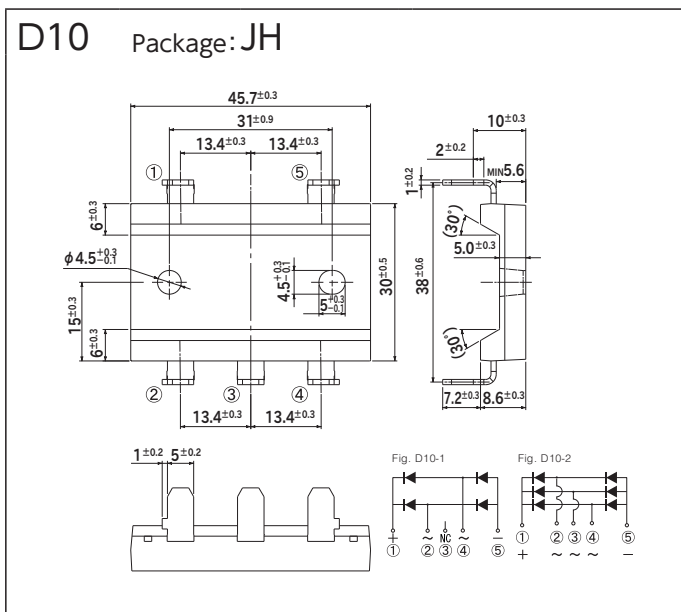 D10 Package: JH
45.7±0.3
31±0.9
13.4±0.3 13.4±0.3
① ⑤
6±0.3
φ4.5+0.3−0.1
15±0.3
6±0.3
4.5+0.3−0.1
5+0.3−0.1
30±0.5
② ③ ④
13.4±0.3 13.4±0.3
10±0.3
2±0.2
MIN5.6
1±0.2
(30°)
5.0±0.3
38±0.6
(30°)
7.2±0.3 8.6±0.3
1±0.2 5±0.2
Fig. D10-1
+ ~ NC ~ −
① ② ③ ④ ⑤
Fig. D10-2
① ② ③ ④ ⑤
+ ~ ~ ~ −